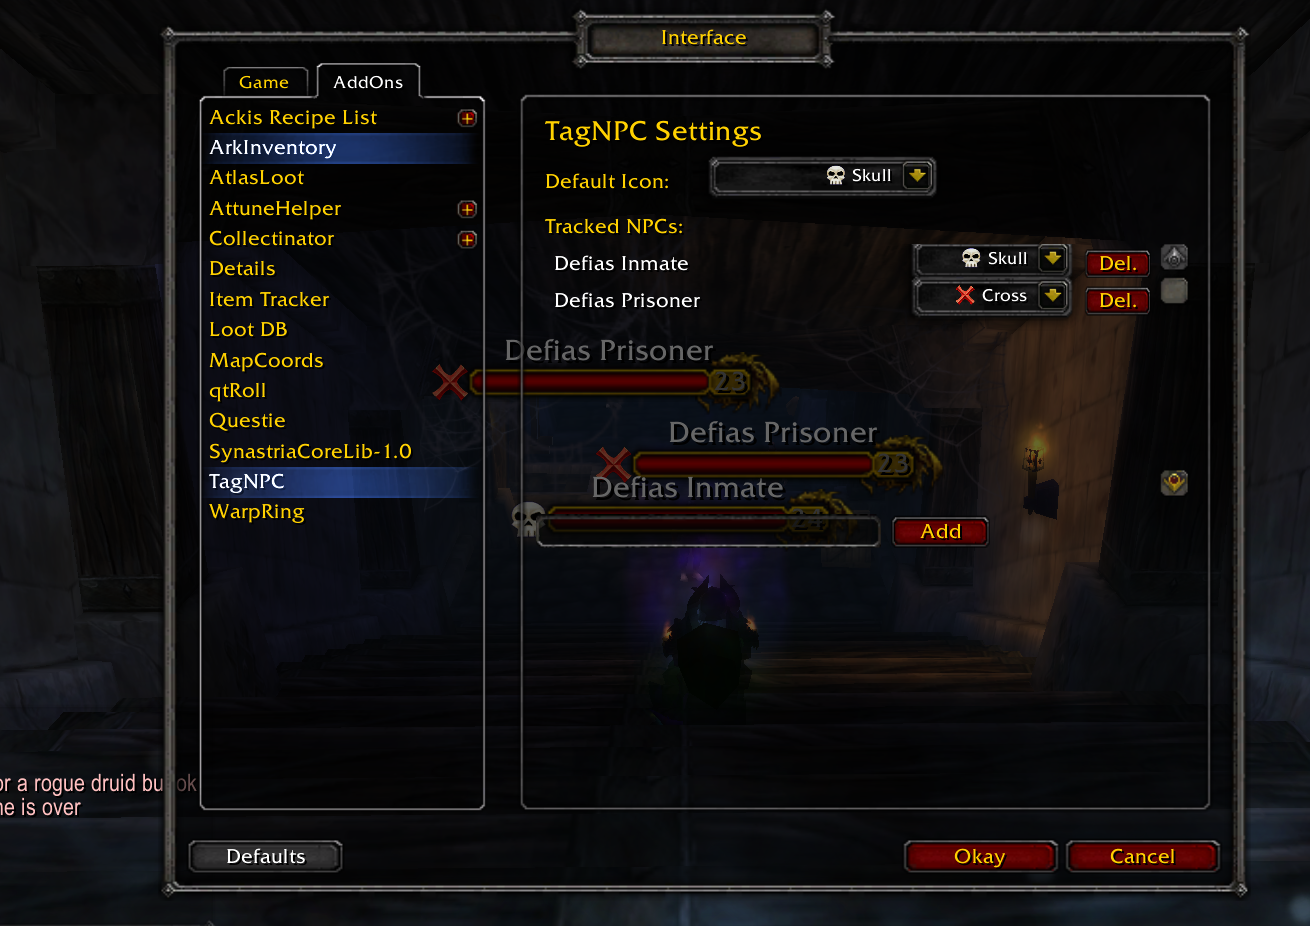 Interface
Game
AddOns
Ackis Recipe List
ArkInventory
AtlasLoot
AttuneHelper
Collectinator
Details
Item Tracker
Loot DB
MapCoords
qtRoll
Questie
SynastriaCoreLib-1.0
TagNPC
WarpRing
TagNPC Settings
Default Icon:
Skull
Tracked NPCs:
Defias Inmate
Skull
Del.
Defias Prisoner
Cross
Del.
Defias Prisoner
23
Defias Prisoner
23
Defias Inmate
24
Add
or a rogue druid bu ok
ne is over
Defaults
Okay
Cancel